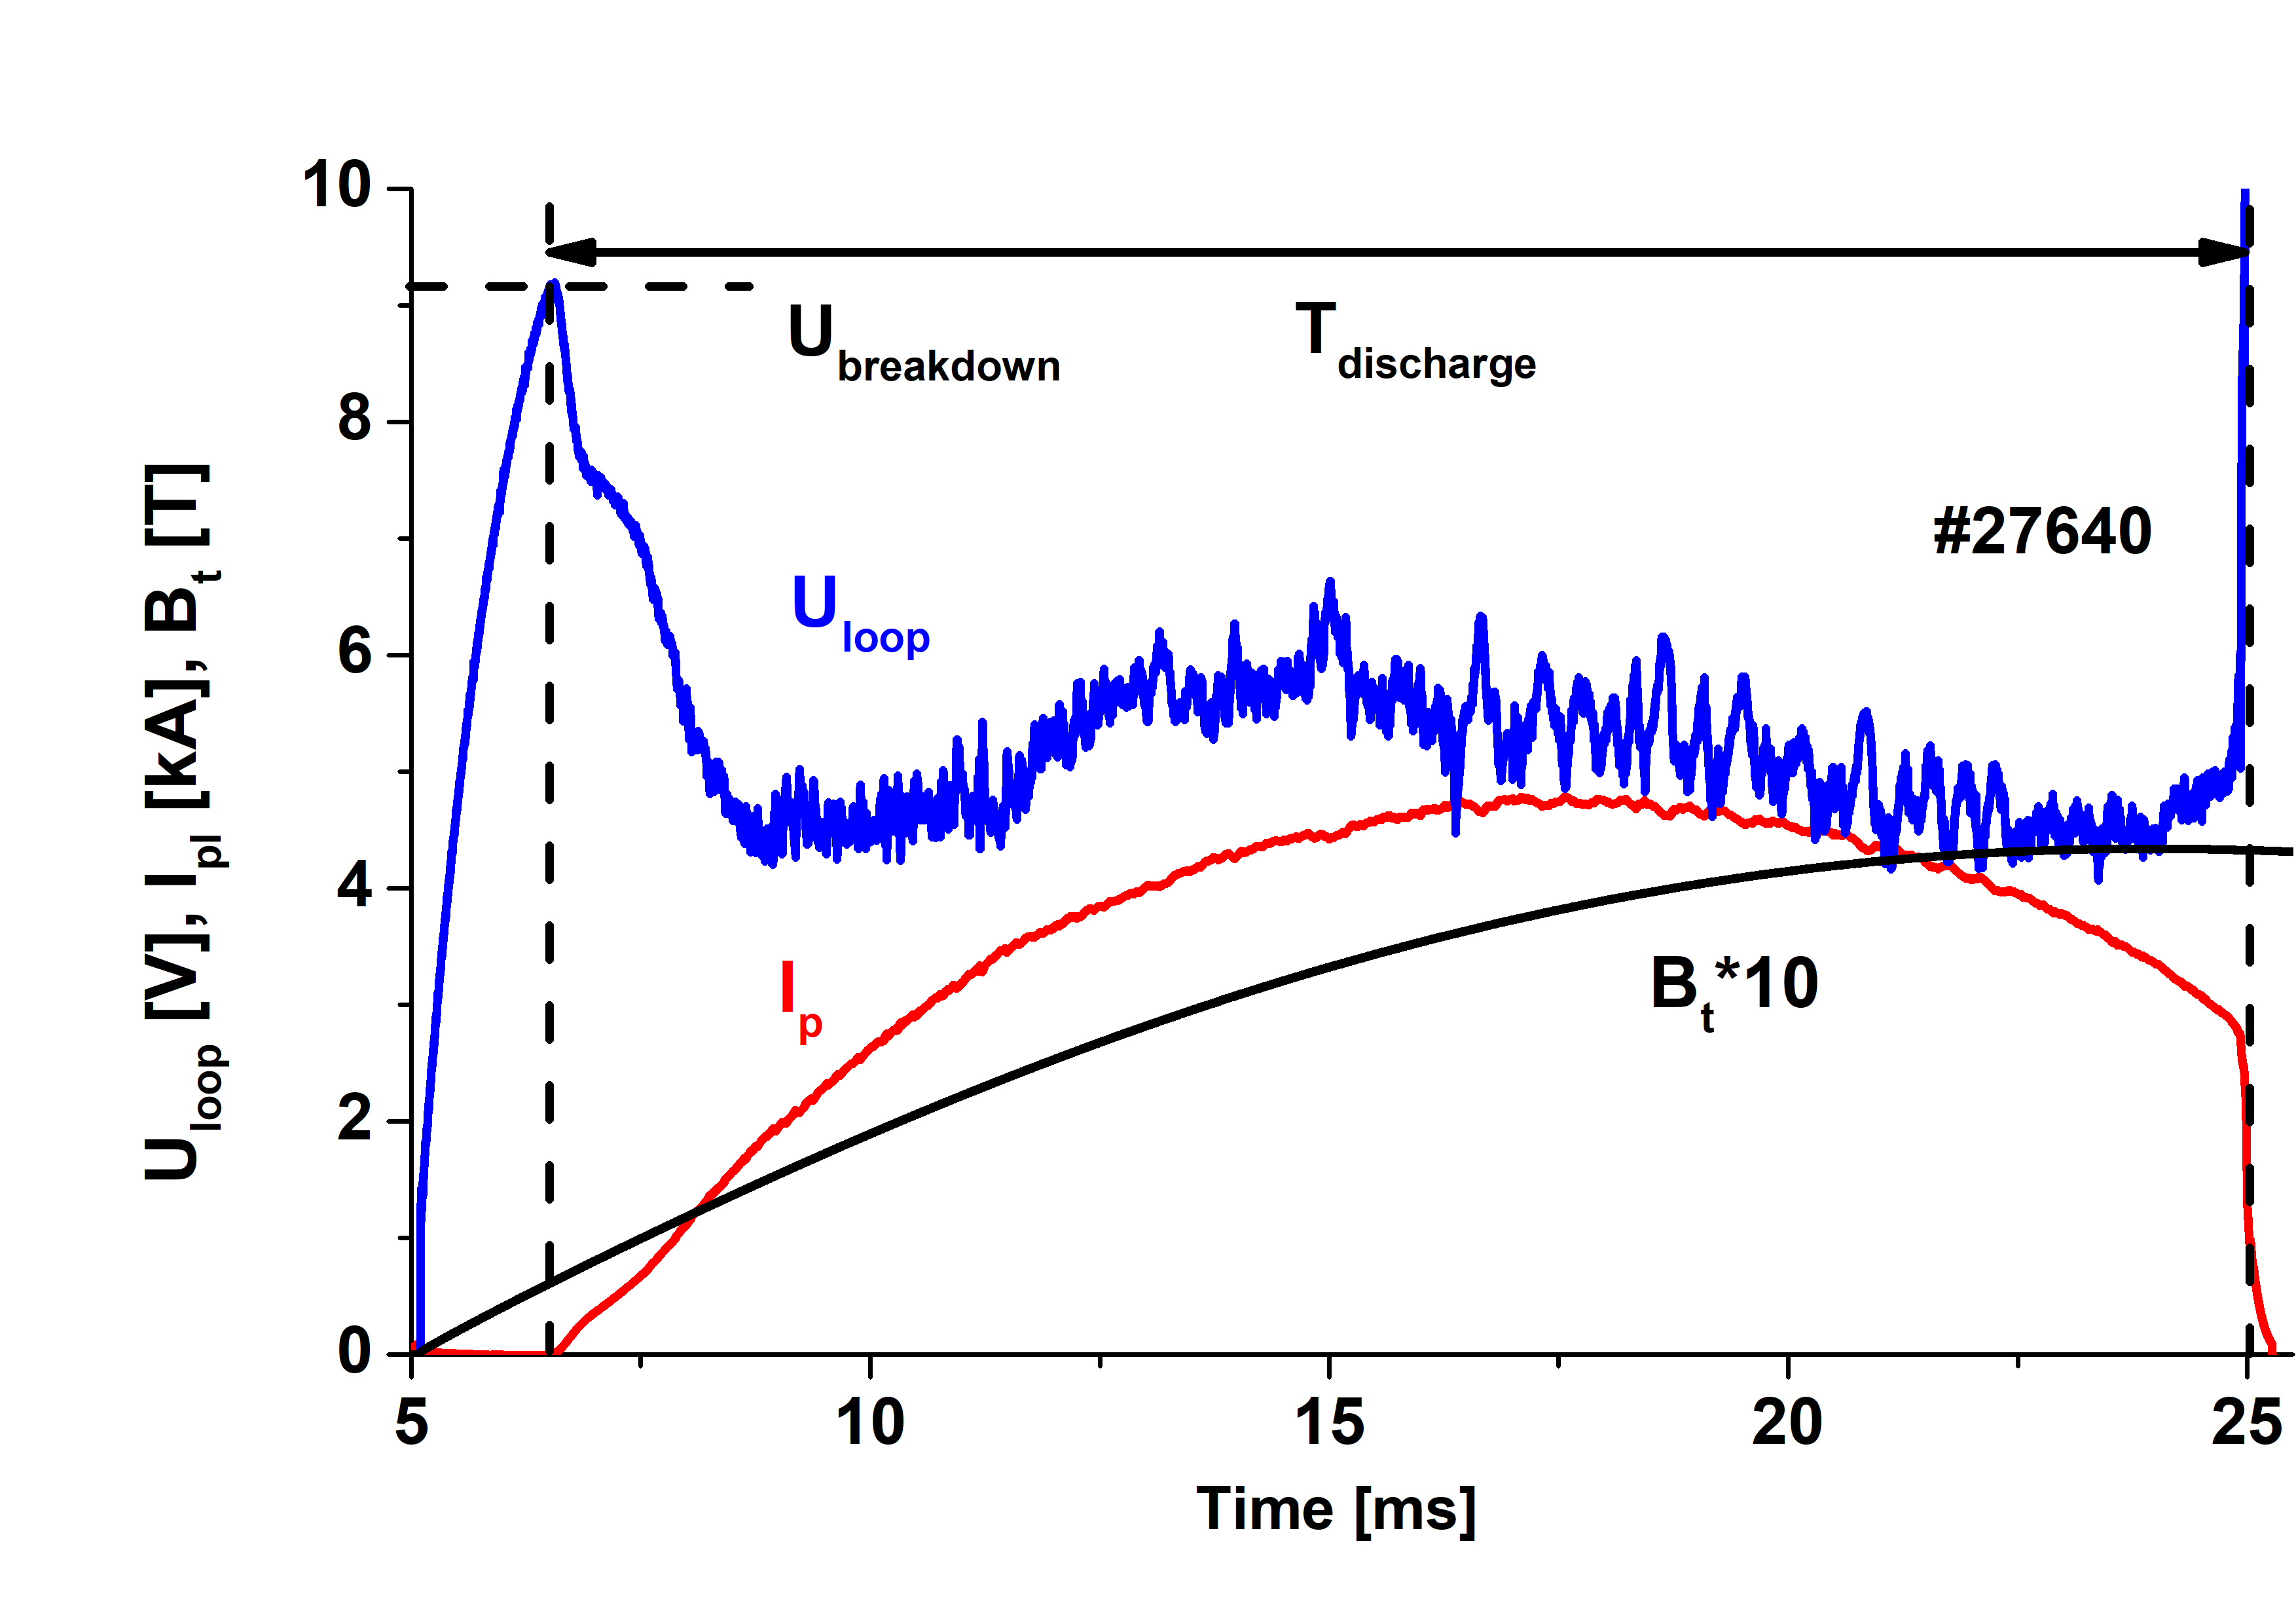 10
8
6
4
2
0
5
10
15
20
25
U_loop [V], I_pl [kA], B_t [T]
Time [ms]
U_breakdown
T_discharge
#27640
U_loop
I_p
B_t*10